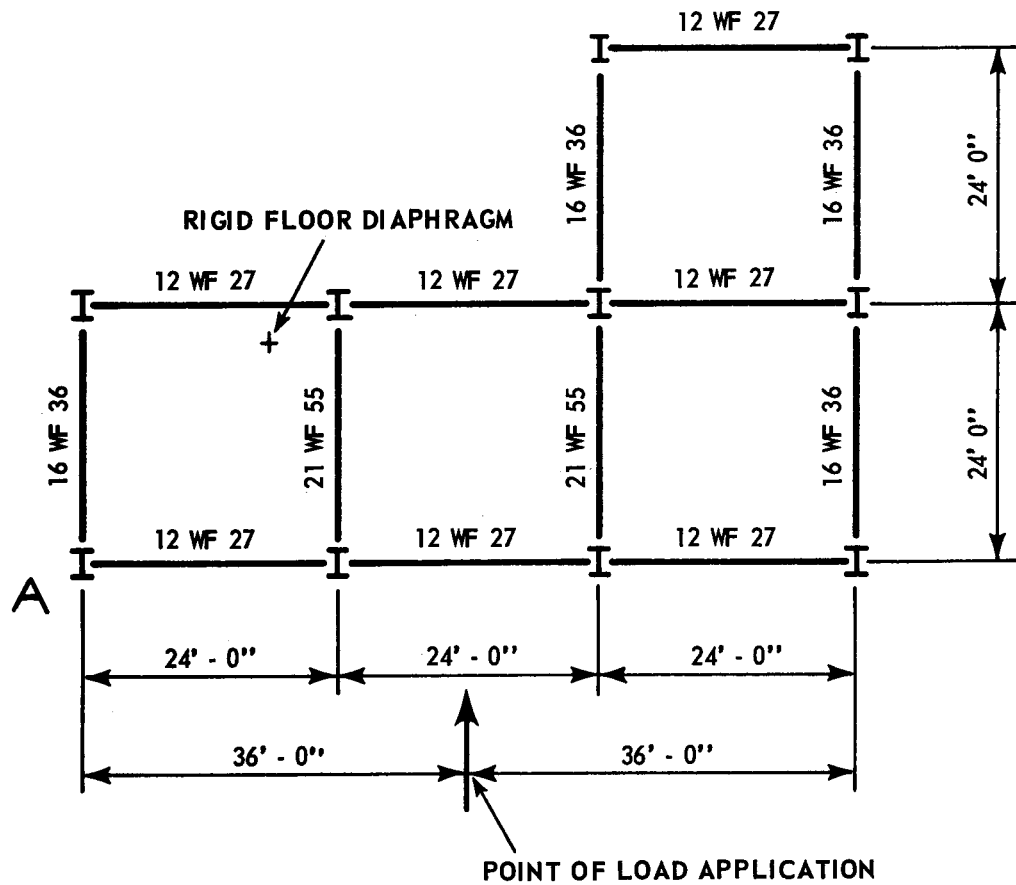 12 WF 27
16 WF 36
16 WF 36
24' 0''
RIGID FLOOR DIAPHRAGM
12 WF 27
12 WF 27
12 WF 27
16 WF 36
21 WF 55
21 WF 55
16 WF 36
24' 0''
12 WF 27
12 WF 27
12 WF 27
A
24' - 0''
24' - 0''
24' - 0''
36' - 0''
36' - 0''
POINT OF LOAD APPLICATION